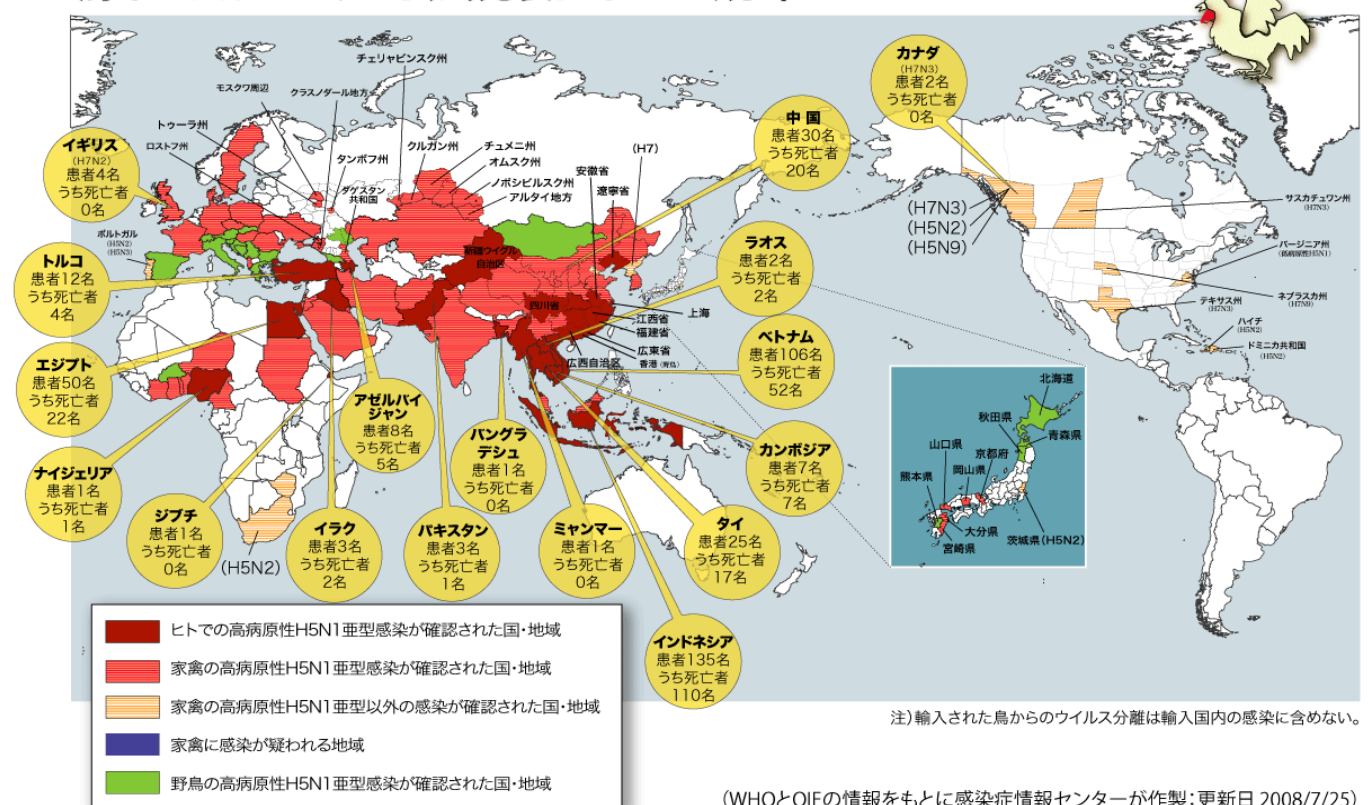 チェリャビンスク州
モスクワ周辺
クラスノダール地方
トゥーラ州
ロストフ州
タンボフ州
ダゲスタン
共和国
クルガン州
チュメニ州
オムスク州
ノボシビルスク州
アルタイ地方
(H7)
安徽省
遼寧省
イギリス
(H7N2)
患者4名
うち死亡者
0名
中国
患者30名
うち死亡者
20名
カナダ
(H7N3)
患者2名
うち死亡者
0名
(H7N3)
(H5N2)
(H5N9)
サスカチュワン州
(H7N3)
バージニア州
(低病原性H5N1)
ネブラスカ州
(H7N9)
テキサス州
(H7N3)
ハイチ
(H5N2)
ドミニカ共和国
(H5N2)
ポルトガル
(H5N2)
(H5N3)
トルコ
患者12名
うち死亡者
4名
新疆ウイグル
自治区
四川省
上海
江西省
福建省
広東省
香港(野鳥)
広西自治区
ラオス
患者2名
うち死亡者
2名
ベトナム
患者106名
うち死亡者
52名
エジプト
患者50名
うち死亡者
22名
アゼルバイ
ジャン
患者8名
うち死亡者
5名
バングラ
デシュ
患者1名
うち死亡者
0名
カンボジア
患者7名
うち死亡者
7名
ナイジェリア
患者1名
うち死亡者
1名
ジブチ
患者1名
うち死亡者
0名
(H5N2)
イラク
患者3名
うち死亡者
2名
パキスタン
患者3名
うち死亡者
1名
ミャンマー
患者1名
うち死亡者
0名
タイ
患者25名
うち死亡者
17名
インドネシア
患者135名
うち死亡者
110名
北海道
秋田県
青森県
山口県
京都府
岡山県
熊本県
大分県
茨城県(H5N2)
宮崎県
ヒトでの高病原性H5N1亜型感染が確認された国・地域
家禽の高病原性H5N1亜型感染が確認された国・地域
家禽の高病原性H5N1亜型以外の感染が確認された国・地域
家禽に感染が疑われる地域
野鳥の高病原性H5N1亜型感染が確認された国・地域
注)輸入された鳥からのウイルス分離は輸入国内の感染に含めない。
(WHOとOIEの情報をもとに感染症情報センターが作製:更新日 2008/7/25)